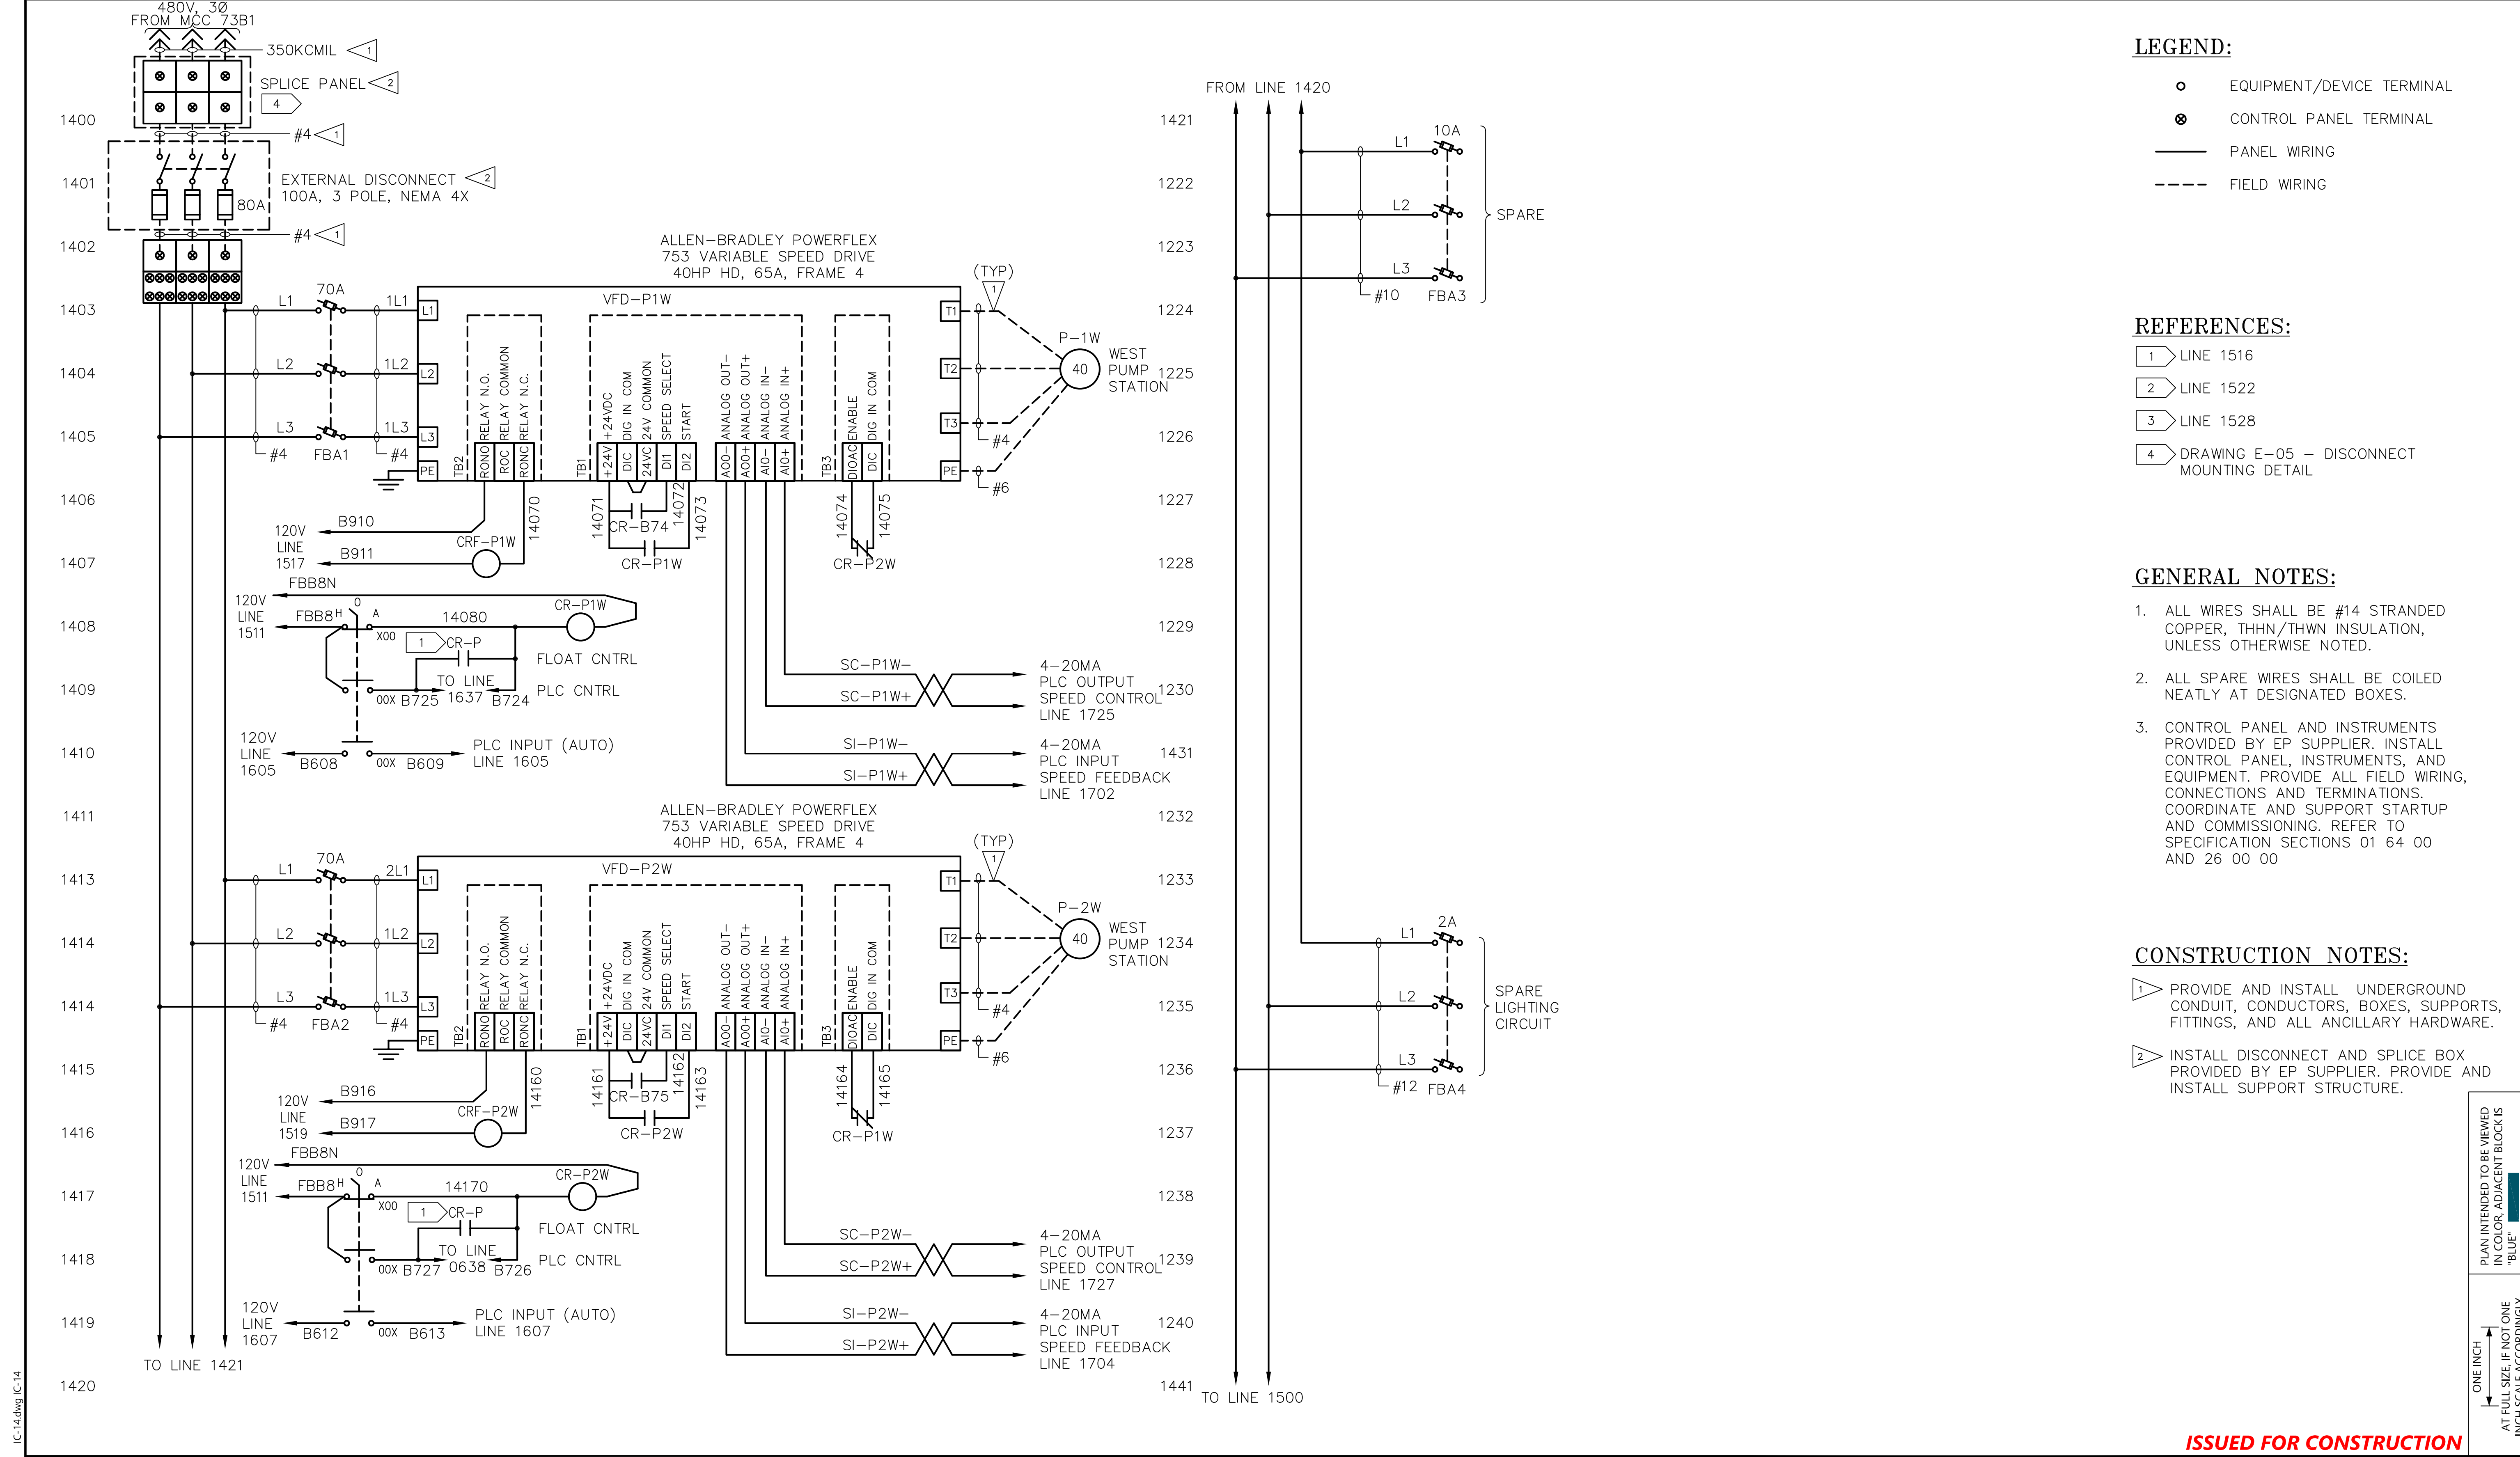 480V, 3Ø
FROM MCC 73B1
350KCMIL 1
SPLICE PANEL 2
4
1400
#4 1
1401
EXTERNAL DISCONNECT 2
100A, 3 POLE, NEMA 4X
80A
#4 1
1402
ALLEN-BRADLEY POWERFLEX
753 VARIABLE SPEED DRIVE
40HP HD, 65A, FRAME 4
(TYP)
1
1403
L1
70A
1L1
L1
VFD-P1W
T1
P-1W
1404
L2
1L2
L2
T2
40
WEST
PUMP
STATION
1405
L3
1L3
L3
T3
#4
FBA1
#4
#4
PE
PE
#6
TB2
RONO
ROC
RONC
RELAY N.O.
RELAY COMMON
RELAY N.C.
TB1
+24V
DIC
24VC
DI1
DI2
+24VDC
DIG IN COM
24V COMMON
SPEED SELECT
START
AO0-
AO0+
AI0-
AI0+
ANALOG OUT-
ANALOG OUT+
ANALOG IN-
ANALOG IN+
TB3
DIOAC
DIC
ENABLE
DIG IN COM
1406
14070
14071
14072
14073
14074
14075
120V
LINE
1517
B910
B911
CRF-P1W
CR-B74
CR-P1W
CR-P2W
1407
FBB8N
120V
LINE
1511
FBB8
H
O
A
X00
14080
CR-P1W
1408
1
CR-P
FLOAT CNTRL
1409
00X
B725
TO LINE
1637
B724
PLC CNTRL
SC-P1W-
SC-P1W+
4-20MA
PLC OUTPUT
SPEED CONTROL
LINE 1725
1410
120V
LINE
1605
B608
00X
B609
PLC INPUT (AUTO)
LINE 1605
SI-P1W-
SI-P1W+
4-20MA
PLC INPUT
SPEED FEEDBACK
LINE 1702
1411
ALLEN-BRADLEY POWERFLEX
753 VARIABLE SPEED DRIVE
40HP HD, 65A, FRAME 4
(TYP)
1
1413
L1
70A
2L1
L1
VFD-P2W
T1
P-2W
1414
L2
1L2
L2
T2
40
WEST
PUMP
STATION
1414
L3
1L3
L3
T3
#4
FBA2
#4
#4
PE
PE
#6
TB2
RONO
ROC
RONC
RELAY N.O.
RELAY COMMON
RELAY N.C.
TB1
+24V
DIC
24VC
DI1
DI2
+24VDC
DIG IN COM
24V COMMON
SPEED SELECT
START
AO0-
AO0+
AI0-
AI0+
ANALOG OUT-
ANALOG OUT+
ANALOG IN-
ANALOG IN+
TB3
DIOAC
DIC
ENABLE
DIG IN COM
1415
14160
14161
14162
14163
14164
14165
120V
LINE
1519
B916
B917
CRF-P2W
CR-B75
CR-P2W
CR-P1W
1416
FBB8N
120V
LINE
1511
FBB8
H
O
A
X00
14170
CR-P2W
1417
1
CR-P
FLOAT CNTRL
1418
00X
B727
TO LINE
0638
B726
PLC CNTRL
SC-P2W-
SC-P2W+
4-20MA
PLC OUTPUT
SPEED CONTROL
LINE 1727
1419
120V
LINE
1607
B612
00X
B613
PLC INPUT (AUTO)
LINE 1607
SI-P2W-
SI-P2W+
4-20MA
PLC INPUT
SPEED FEEDBACK
LINE 1704
TO LINE 1421
1420
FROM LINE 1420
1421
L1
10A
1222
L2
SPARE
1223
L3
#10
FBA3
1224
1225
1226
1227
1228
1229
1230
1431
1232
1233
1234
L1
2A
1235
L2
SPARE
LIGHTING
CIRCUIT
1236
L3
#12
FBA4
1237
1238
1239
1240
1441
TO LINE 1500
LEGEND:
EQUIPMENT/DEVICE TERMINAL
CONTROL PANEL TERMINAL
PANEL WIRING
FIELD WIRING
REFERENCES:
1 LINE 1516
2 LINE 1522
3 LINE 1528
4 DRAWING E-05 - DISCONNECT
MOUNTING DETAIL
GENERAL NOTES:
1. ALL WIRES SHALL BE #14 STRANDED
COPPER, THHN/THWN INSULATION,
UNLESS OTHERWISE NOTED.
2. ALL SPARE WIRES SHALL BE COILED
NEATLY AT DESIGNATED BOXES.
3. CONTROL PANEL AND INSTRUMENTS
PROVIDED BY EP SUPPLIER. INSTALL
CONTROL PANEL, INSTRUMENTS, AND
EQUIPMENT. PROVIDE ALL FIELD WIRING,
CONNECTIONS AND TERMINATIONS.
COORDINATE AND SUPPORT STARTUP
AND COMMISSIONING. REFER TO
SPECIFICATION SECTIONS 01 64 00
AND 26 00 00
CONSTRUCTION NOTES:
1 PROVIDE AND INSTALL UNDERGROUND
CONDUIT, CONDUCTORS, BOXES, SUPPORTS,
FITTINGS, AND ALL ANCILLARY HARDWARE.
2 INSTALL DISCONNECT AND SPLICE BOX
PROVIDED BY EP SUPPLIER. PROVIDE AND
INSTALL SUPPORT STRUCTURE.
PLAN INTENDED TO BE VIEWED
IN COLOR, ADJACENT BLOCK IS
"BLUE"
ONE INCH
AT FULL SIZE, IF NOT ONE
INCH SCALE ACCORDINGLY
ISSUED FOR CONSTRUCTION
IC-14.dwg IC-14